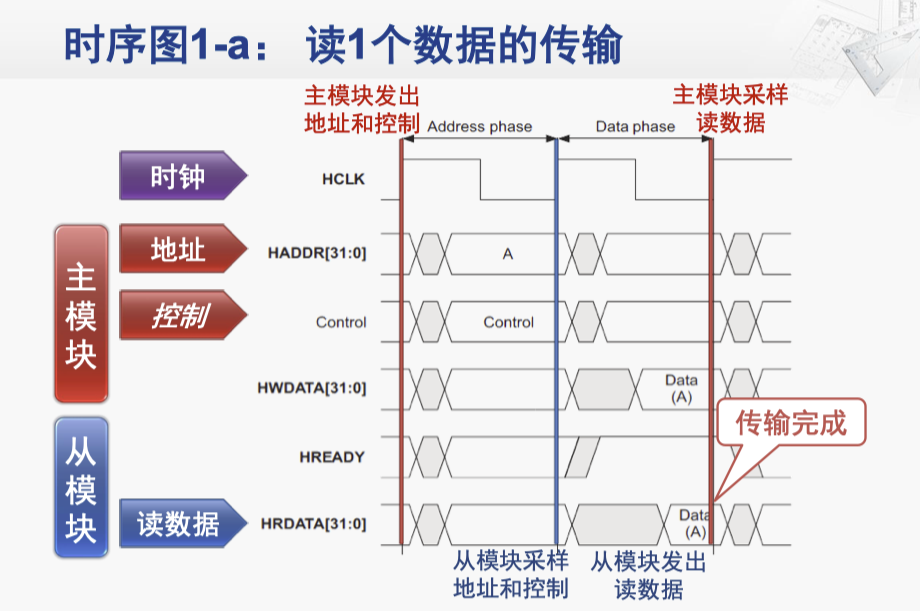 时序图1-a： 读1个数据的传输
主模块发出
地址和控制
主模块采样
读数据
Address phase
Data phase
时钟
HCLK
主模块
地址
HADDR[31:0]
A
控制
Control
Control
HWDATA[31:0]
Data
(A)
传输完成
从模块
HREADY
读数据
HRDATA[31:0]
Data
(A)
从模块采样
地址和控制
从模块发出
读数据